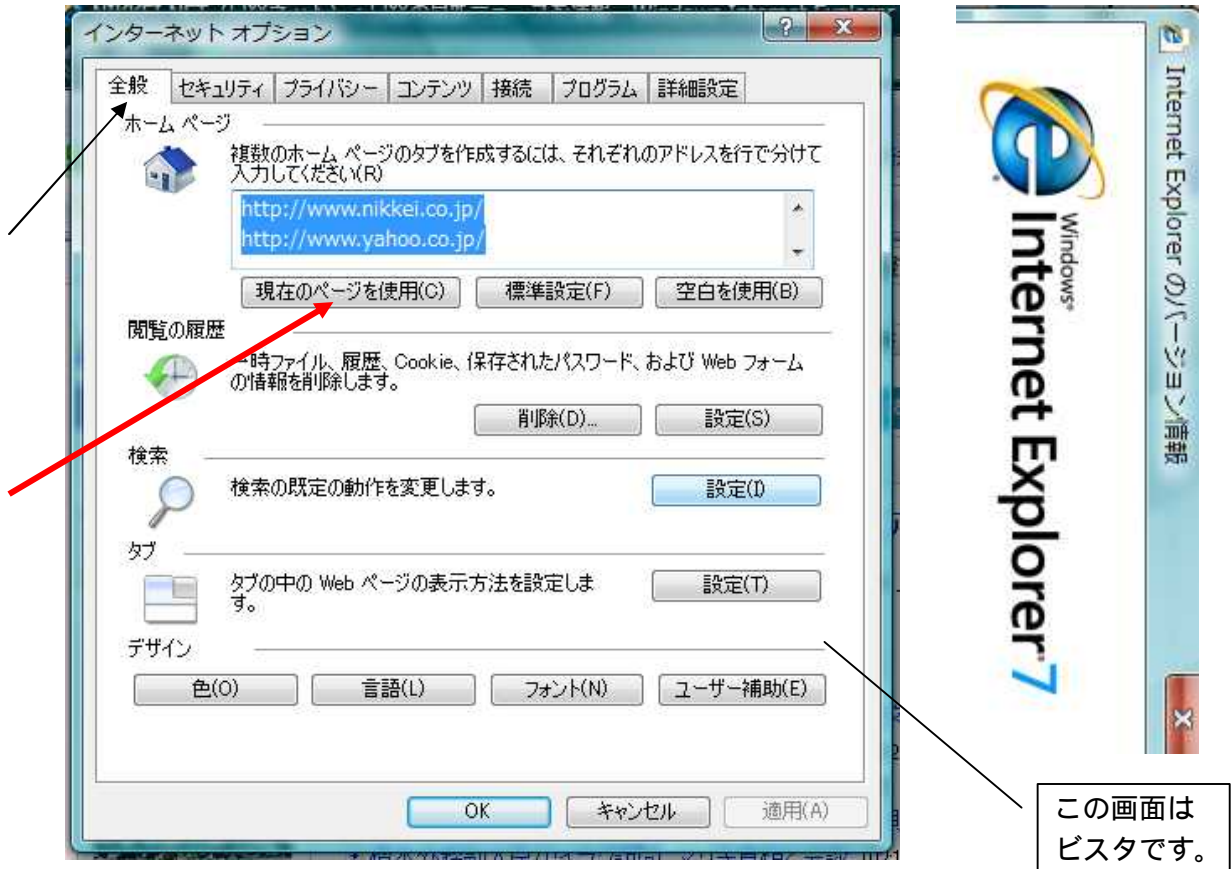 インターネット オプション
全般 セキュリティ プライバシー コンテンツ 接続 プログラム 詳細設定
ホーム ページ
複数のホーム ページのタブを作成するには、それぞれのアドレスを行で分けて
入力してください(R)
http://www.nikkei.co.jp/
http://www.yahoo.co.jp/
現在のページを使用(C) 標準設定(F) 空白を使用(B)
閲覧の履歴
一時ファイル、履歴、Cookie、保存されたパスワード、および Web フォーム
の情報を削除します。
削除(D)... 設定(S)
検索
検索の既定の動作を変更します。 設定(I)
タブ
タブの中の Web ページの表示方法を設定しま
す。
設定(T)
デザイン
色(O) 言語(L) フォント(N) ユーザー補助(E)
OK キャンセル 適用(A)
Internet Explorer のバージョン情報
Windows®
Internet Explorer 7
この画面は
ビスタです。